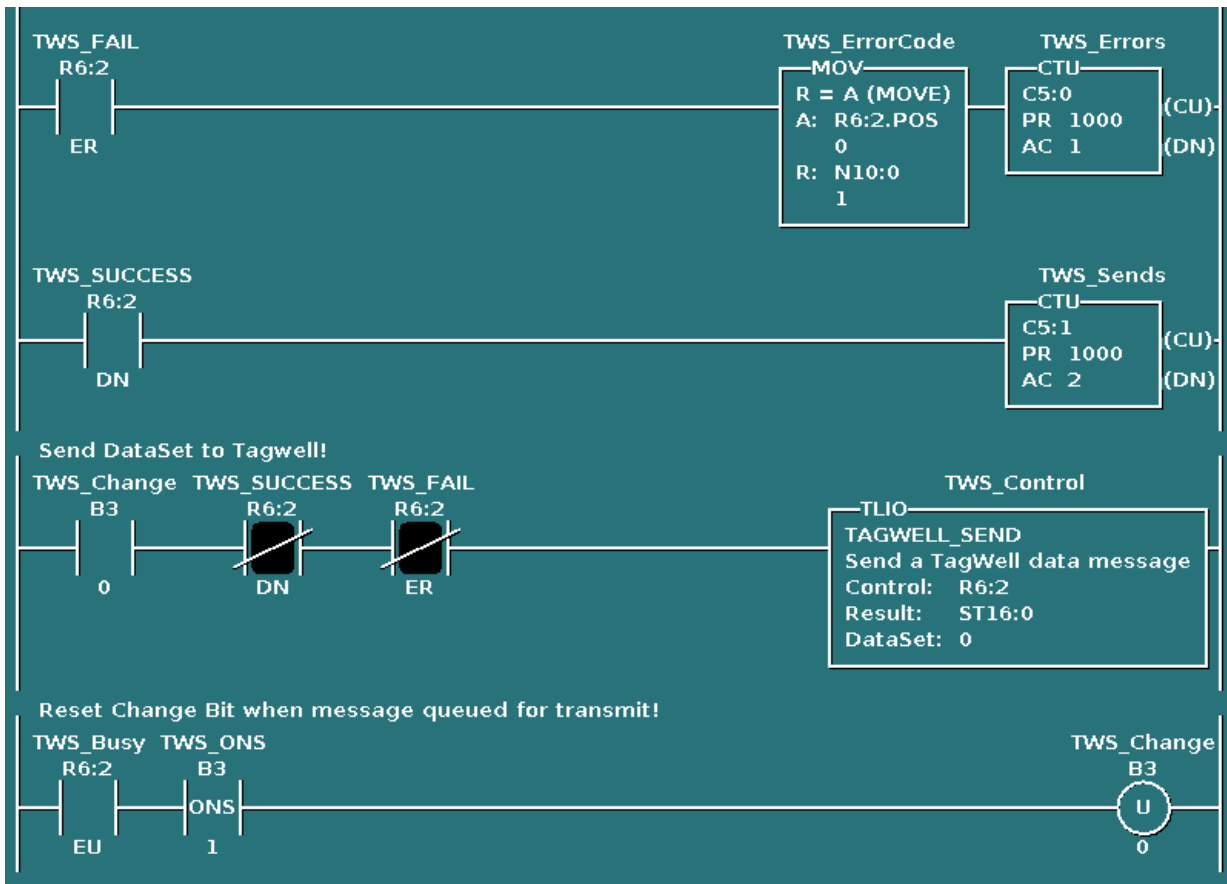 TWS_FAIL TWS_ErrorCode TWS_Errors
R6:2 MOV CTU
R = A (MOVE) C5:0
(CU)
A: R6:2.POS PR 1000
ER 0 AC 1 (DN)
R: N10:0
1
TWS_SUCCESS TWS_Sends
R6:2 CTU
C5:1
(CU)
PR 1000
DN AC 2 (DN)
Send DataSet to Tagwell!
TWS_Change TWS_SUCCESS TWS_FAIL TWS_Control
B3 R6:2 R6:2 TLIO
TAGWELL_SEND
Send a TagWell data message
0 DN ER Control: R6:2
Result: ST16:0
DataSet: 0
Reset Change Bit when message queued for transmit!
TWS_Busy TWS_ONS TWS_Change
R6:2 B3 B3
ONS U
EU 1 0